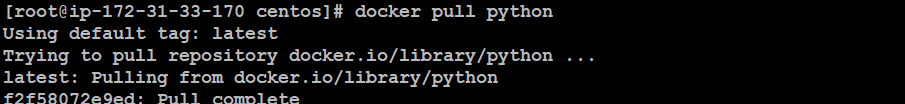 [root@ip-172-31-33-170 centos]# docker pull python
Using default tag: latest
Trying to pull repository docker.io/library/python ...
latest: Pulling from docker.io/library/python
f2f58072e9ed: Pull complete